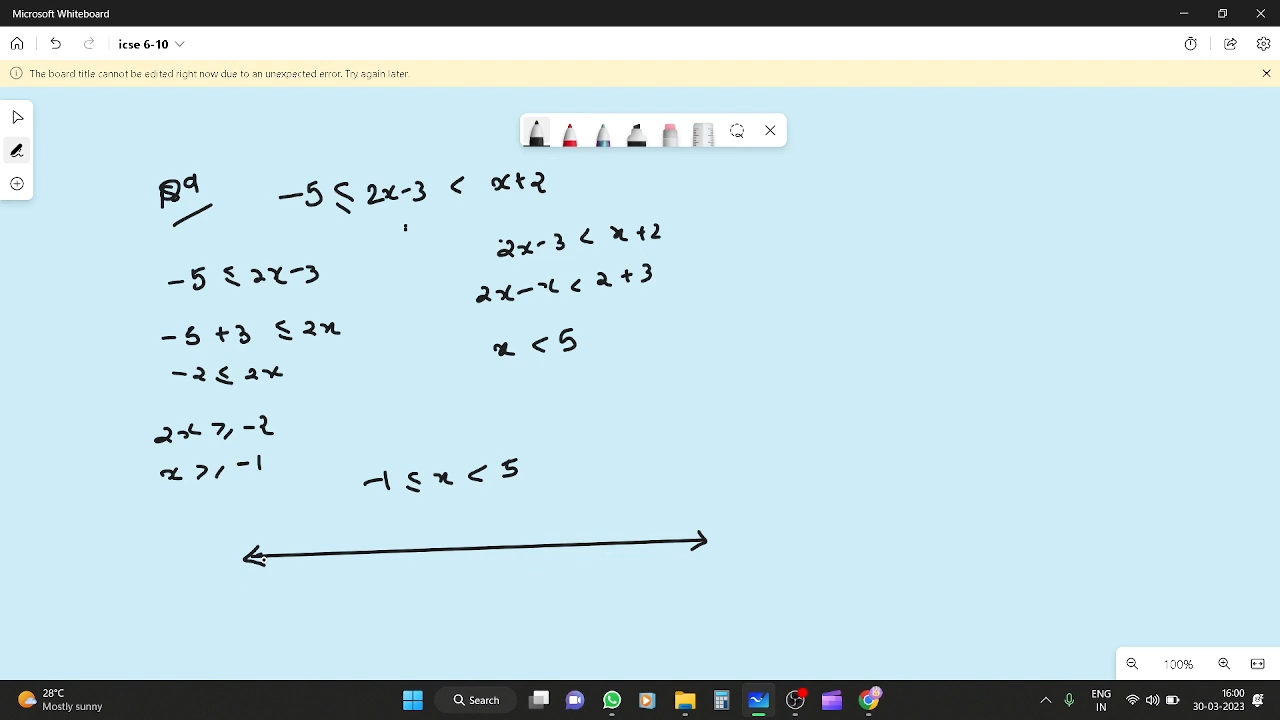 Microsoft Whiteboard
icse 6-10
The board title cannot be edited right now due to an unexpected error. Try again later.
-5 ≤ 2x-3 < x+2
2x-3 < x+2
-5 ≤ 2x-3
2x-x < 2+3
-5+3 ≤ 2x
x < 5
-2 ≤ 2x
2x ≥ -2
x ≥ -1
-1 ≤ x < 5
100%
28°C
Mostly sunny
Search
ENG
IN
16:00
30-03-2023